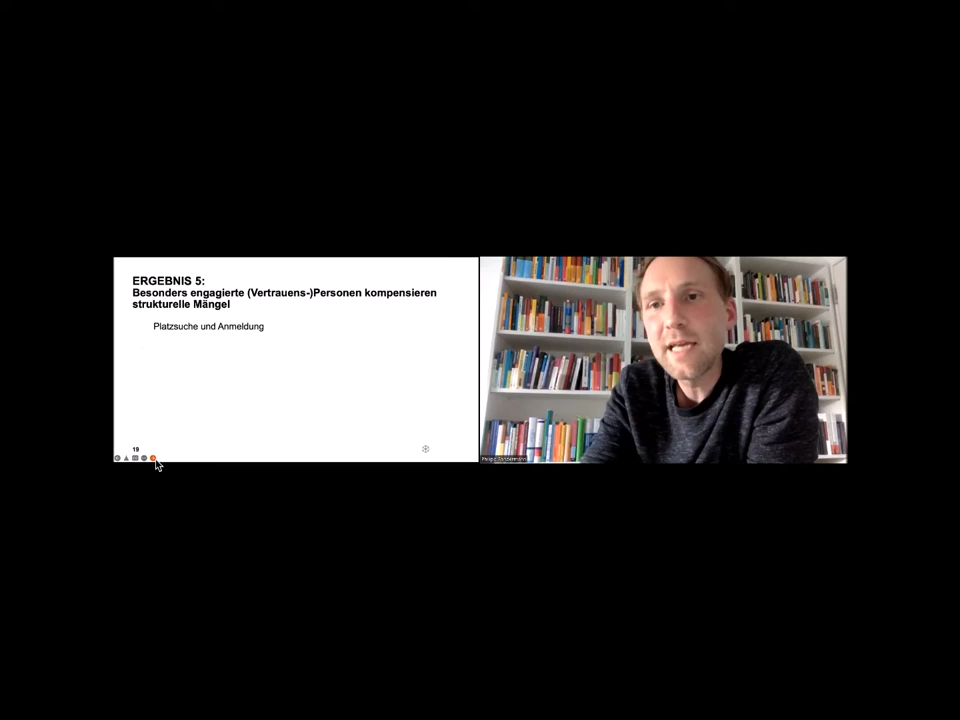 ERGEBNIS 5:
Besonders engagierte (Vertrauens-)Personen kompensieren
strukturelle Mängel
Platzsuche und Anmeldung
19